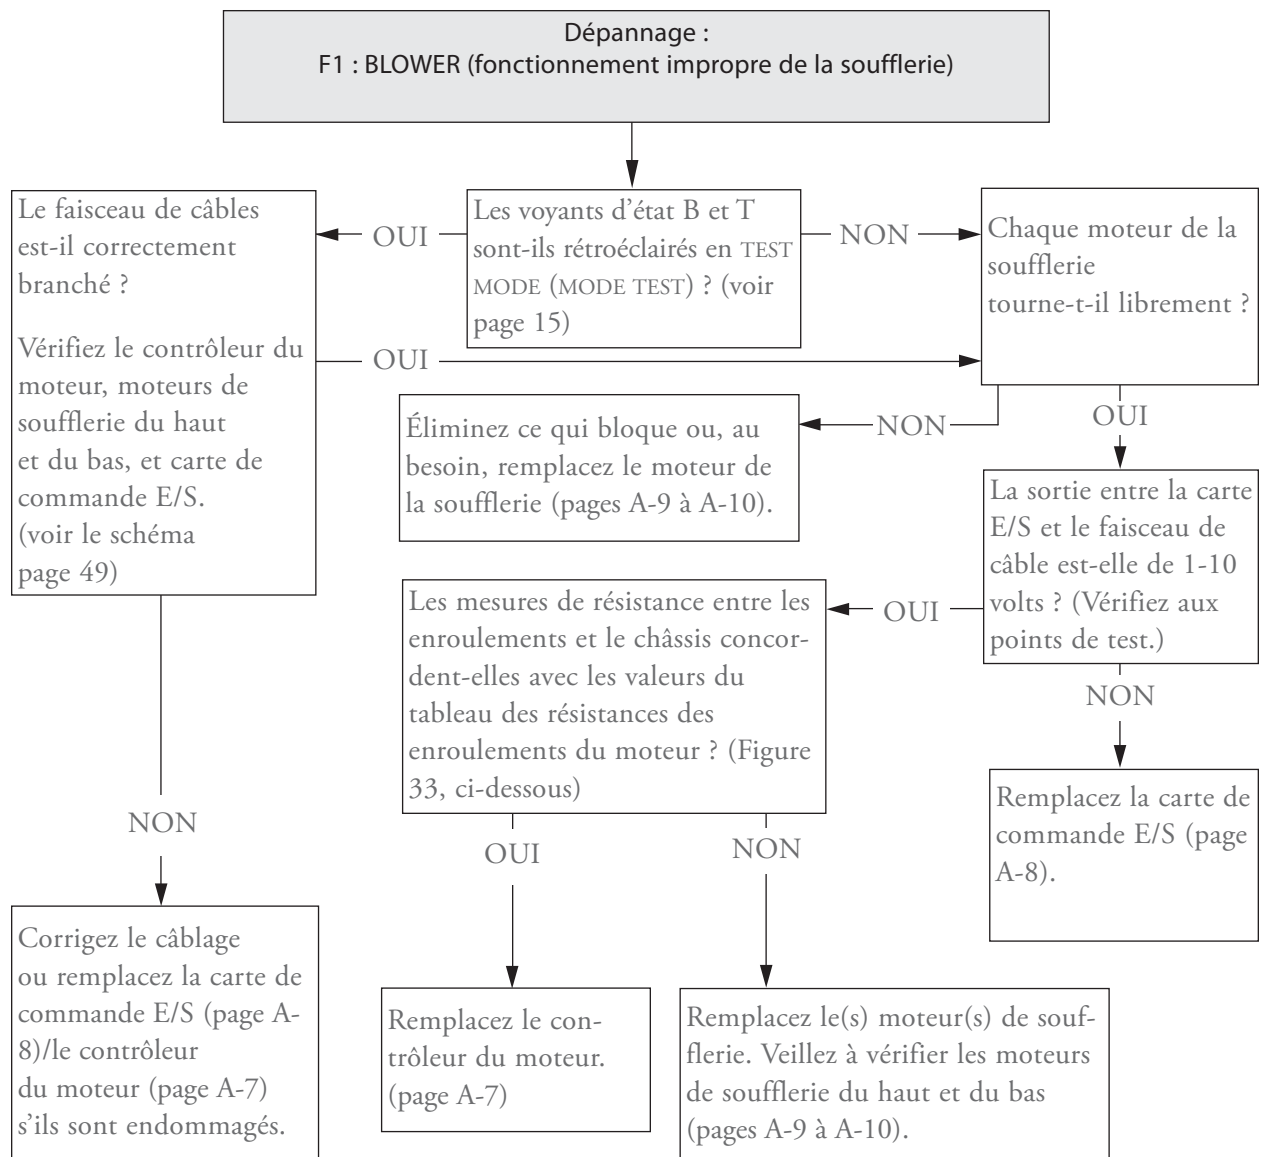 Dépannage :
F1 : BLOWER (fonctionnement impropre de la soufflerie)
Le faisceau de câbles
est-il correctement
branché ?
Vérifiez le contrôleur du
moteur, moteurs de
soufflerie du haut
et du bas, et carte de
commande E/S.
(voir le schéma
page 49)
OUI
Les voyants d'état B et T
sont-ils rétroéclairés en TEST
MODE (MODE TEST) ? (voir
page 15)
NON
Chaque moteur de la
soufflerie
tourne-t-il librement ?
OUI
NON
OUI
Éliminez ce qui bloque ou, au
besoin, remplacez le moteur de
la soufflerie (pages A-9 à A-10).
La sortie entre la carte
E/S et le faisceau de
câble est-elle de 1-10
volts ? (Vérifiez aux
points de test.)
OUI
NON
Les mesures de résistance entre les
enroulements et le châssis concor-
dent-elles avec les valeurs du
tableau des résistances des
enroulements du moteur ? (Figure
33, ci-dessous)
Remplacez la carte de
commande E/S (page
A-8).
NON
OUI
NON
Corrigez le câblage
ou remplacez la carte de
commande E/S (page A-
8)/le contrôleur
du moteur (page A-7)
s'ils sont endommagés.
Remplacez le con-
trôleur du moteur.
(page A-7)
Remplacez le(s) moteur(s) de souf-
flerie. Veillez à vérifier les moteurs
de soufflerie du haut et du bas
(pages A-9 à A-10).